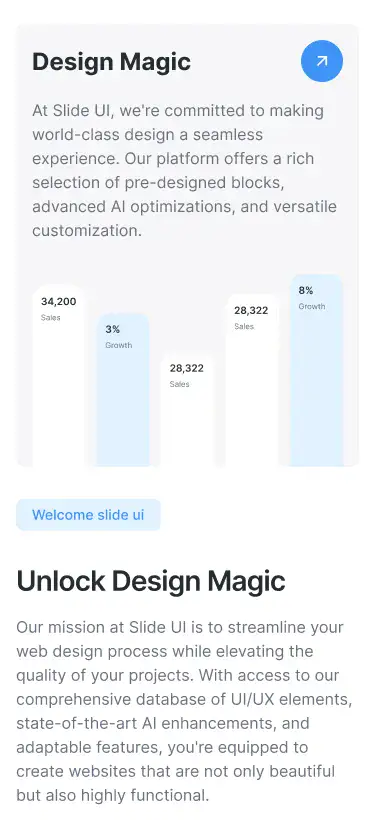 Design Magic
At Slide UI, we're committed to making
world-class design a seamless
experience. Our platform offers a rich
selection of pre-designed blocks,
advanced AI optimizations, and versatile
customization.
34,200
Sales
3%
Growth
28,322
Sales
28,322
Sales
8%
Growth
Welcome slide ui
Unlock Design Magic
Our mission at Slide UI is to streamline your
web design process while elevating the
quality of your projects. With access to our
comprehensive database of UI/UX elements,
state-of-the-art AI enhancements, and
adaptable features, you're equipped to
create websites that are not only beautiful
but also highly functional.